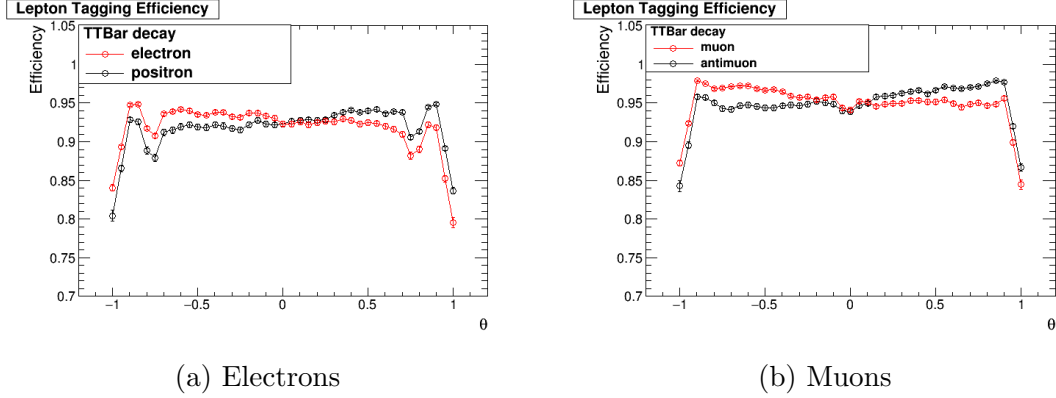 Lepton Tagging Efficiency
Efficiency
1.05
1
0.95
0.9
0.85
0.8
0.75
0.7
TTBar decay
electron
positron
−1
−0.5
0
0.5
1
θ
(a) Electrons
Lepton Tagging Efficiency
Efficiency
1.05
1
0.95
0.9
0.85
0.8
0.75
0.7
TTBar decay
muon
antimuon
−1
−0.5
0
0.5
1
θ
(b) Muons